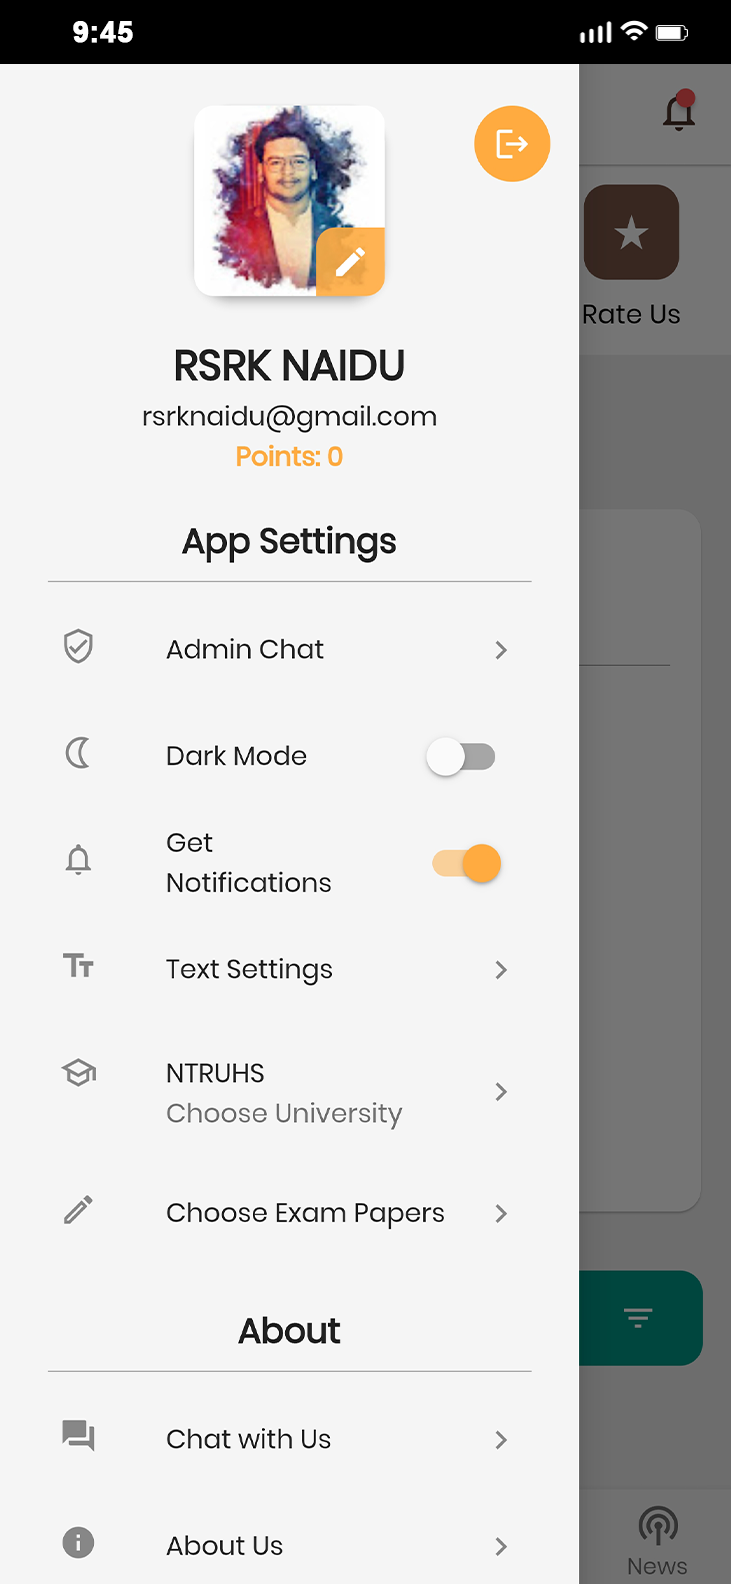 9:45
Rate Us
RSRK NAIDU
rsrknaidu@gmail.com
Points: 0
App Settings
Admin Chat
Dark Mode
Get
Notifications
Text Settings
NTRUHS
Choose University
Choose Exam Papers
About
Chat with Us
About Us
News